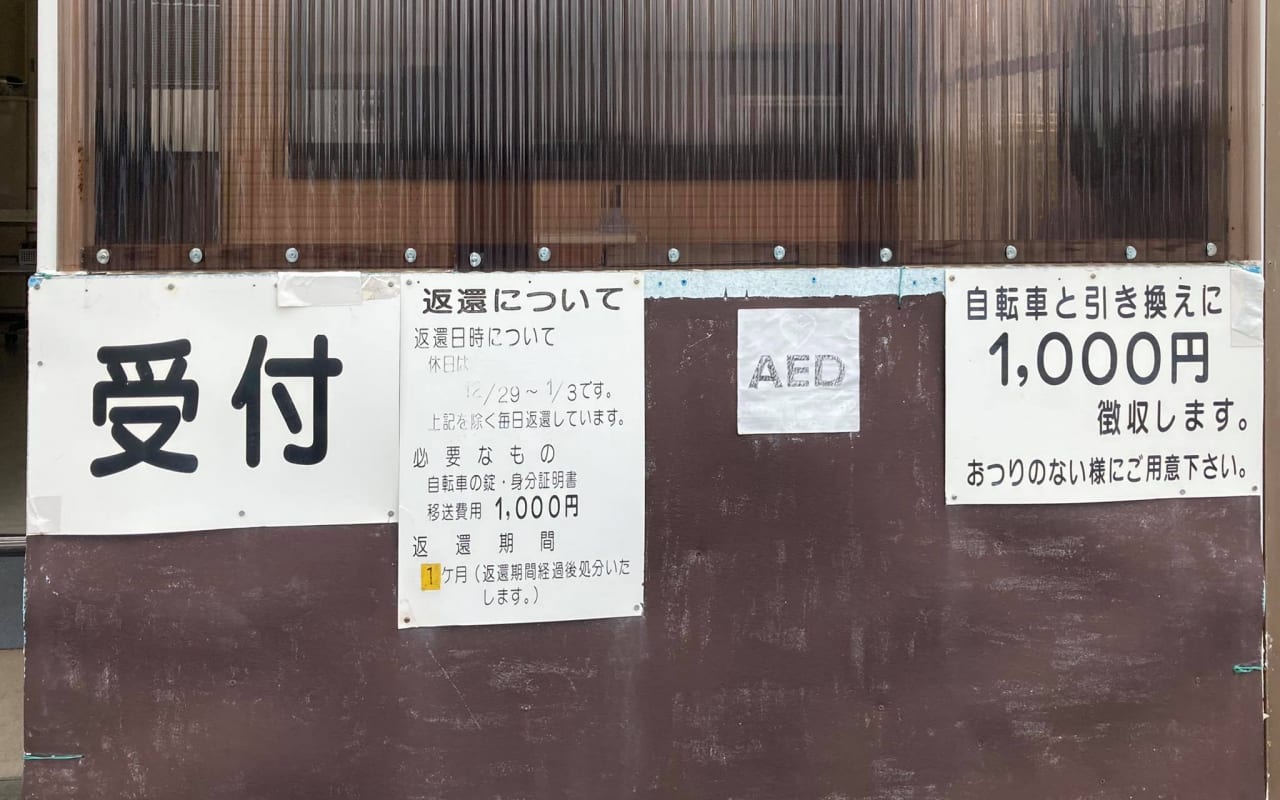 受付
返還について
返還日時について
休日は
12/29～1/3です。
上記を除く毎日返還しています。
必要なもの
自転車の錠・身分証明書
移送費用 1,000円
返還期間
1ケ月（返還期間経過後処分いた
します。）
AED
自転車と引き換えに
1,000円
徴収します。
おつりのない様にご用意下さい。